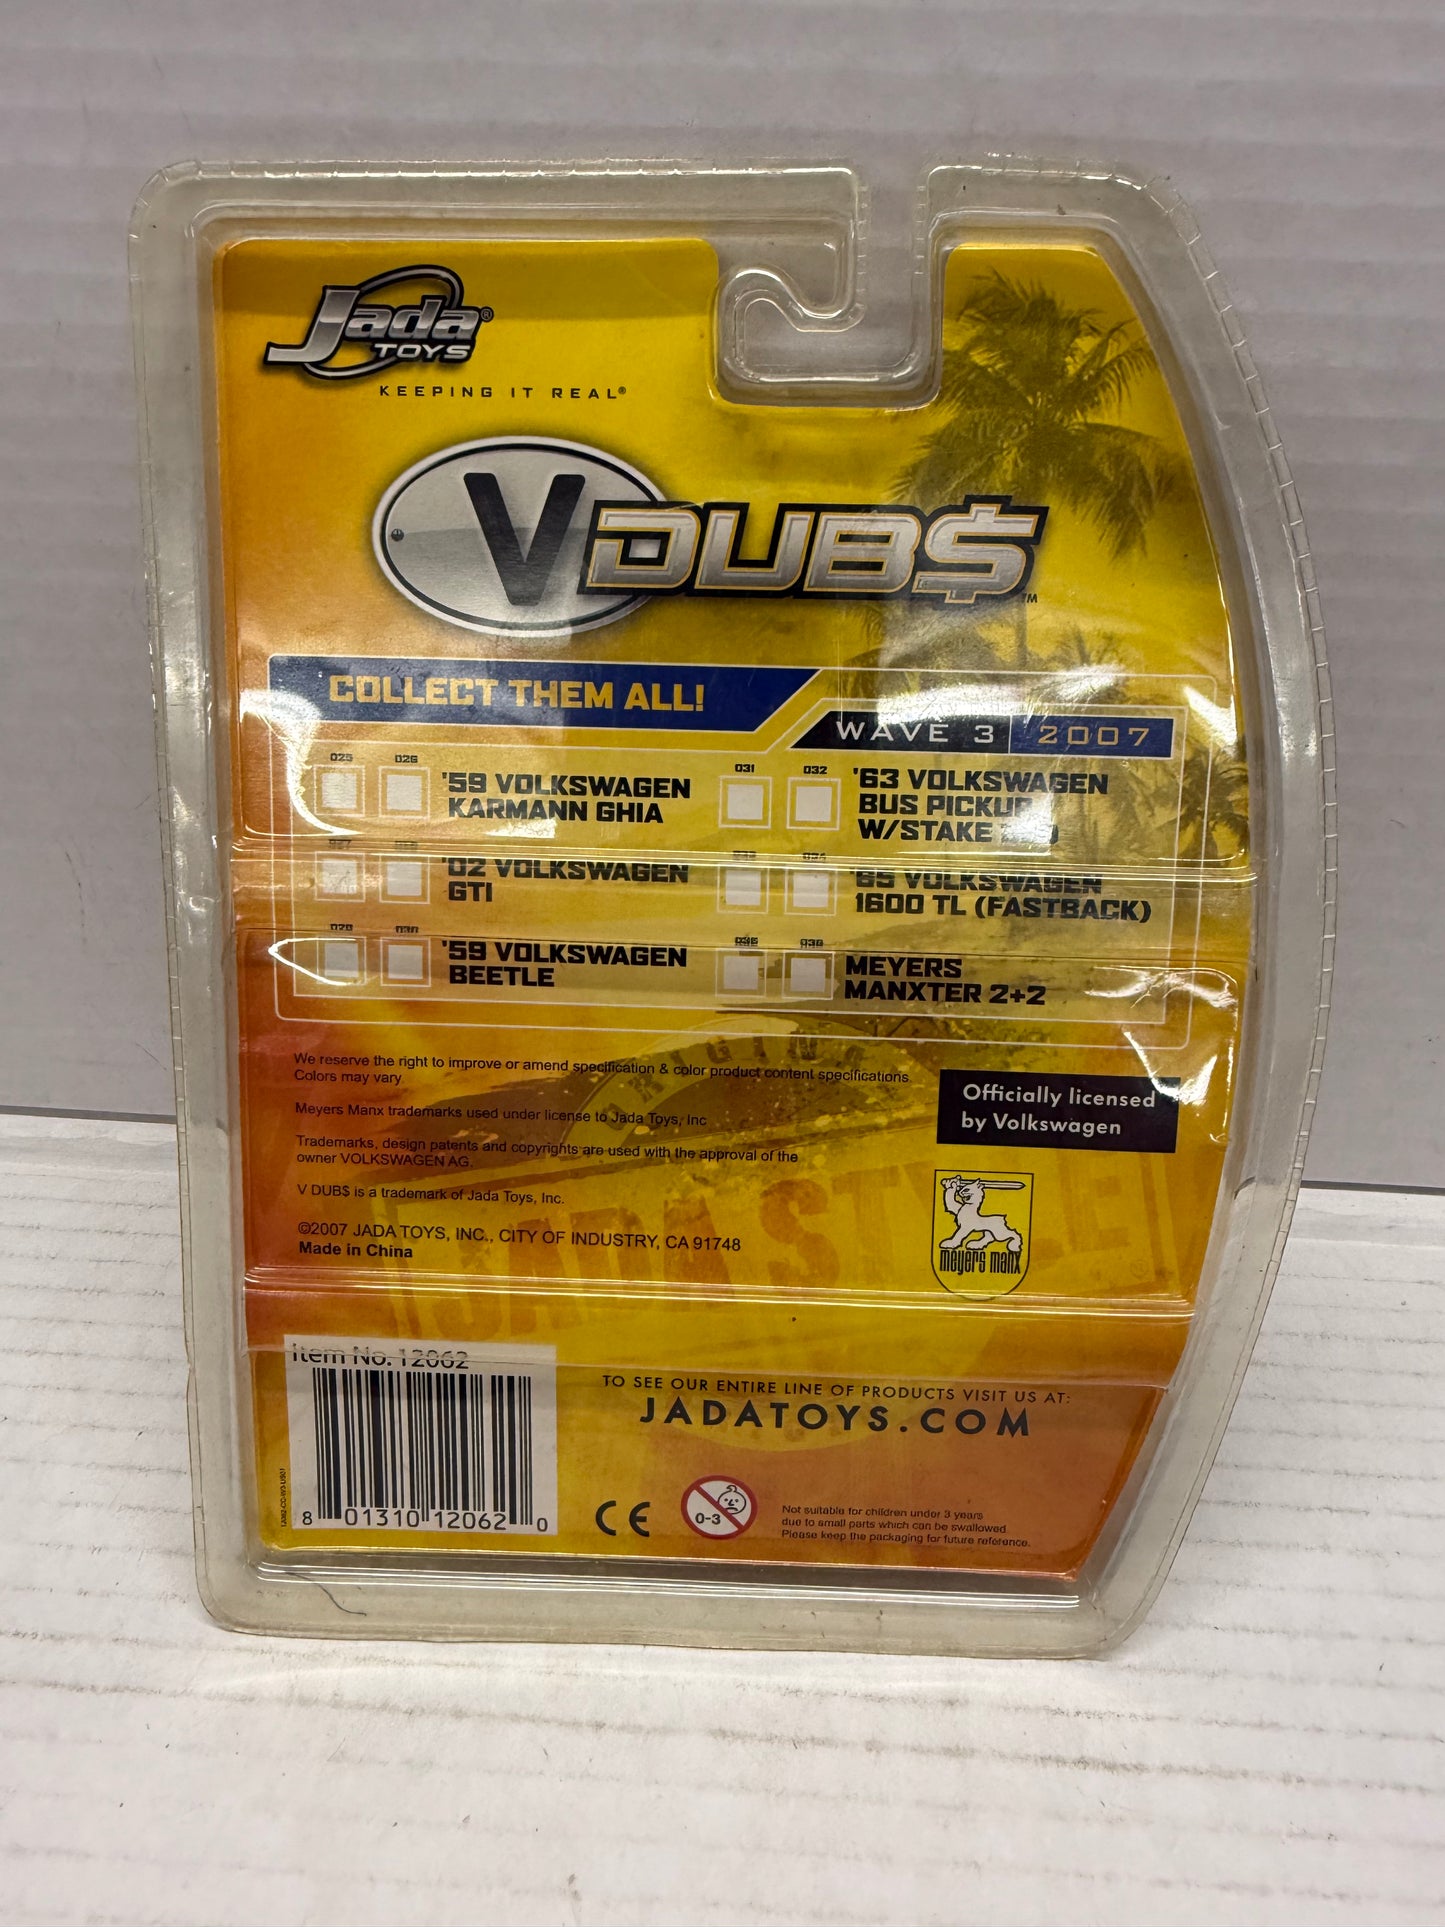 Jada®
TOYS
KEEPING IT REAL®
V DUB$™
COLLECT THEM ALL!
WAVE 3 2007
025 026
'59 VOLKSWAGEN
KARMANN GHIA
'02 VOLKSWAGEN
GTI
029 030
'59 VOLKSWAGEN
BEETLE
031 032
'63 VOLKSWAGEN
BUS PICKUP
W/STAKE
'65 VOLKSWAGEN
1600 TL (FASTBACK)
MEYERS
MANXTER 2+2
We reserve the right to improve or amend specification & color product content specifications.
Colors may vary.
Meyers Manx trademarks used under license to Jada Toys, Inc
Trademarks, design patents and copyrights are used with the approval of the
owner VOLKSWAGEN AG.
V DUB$ is a trademark of Jada Toys, Inc.
©2007 JADA TOYS, INC., CITY OF INDUSTRY, CA 91748
Made in China
Officially licensed
by Volkswagen
meyers manx
ORIGINAL
JADA STYLE
Item No. 12062
8 01310 12062 0
TO SEE OUR ENTIRE LINE OF PRODUCTS VISIT US AT:
JADATOYS.COM
CE
0-3
Not suitable for children under 3 years
due to small parts which can be swallowed.
Please keep the packaging for future reference.